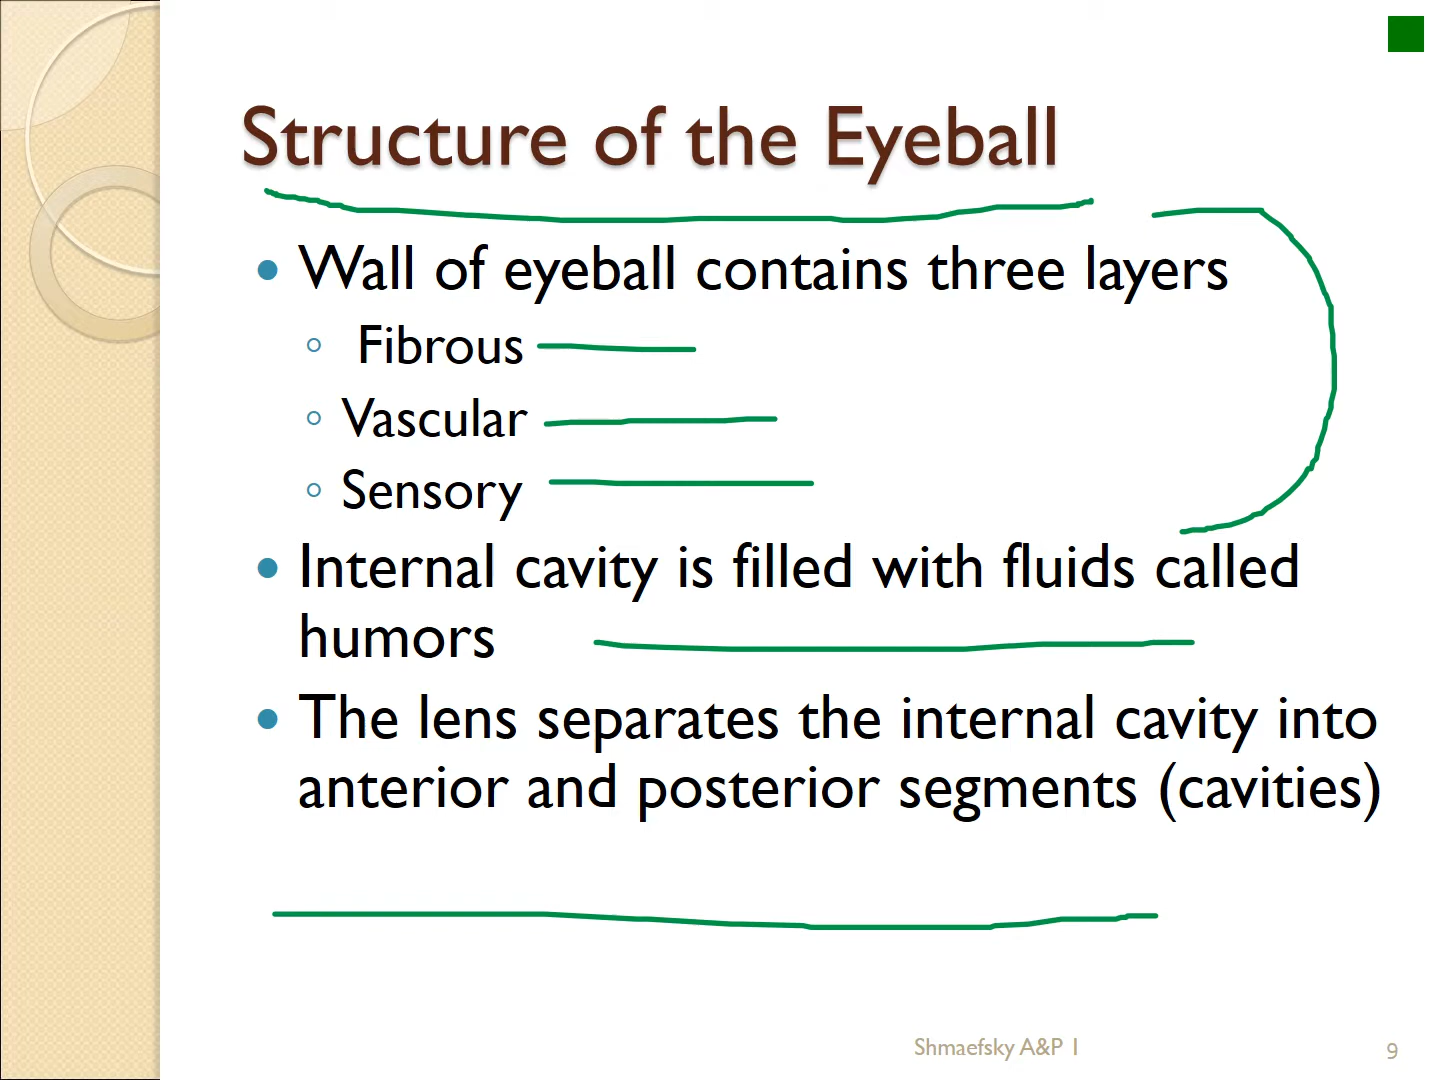 Structure of the Eyeball
• Wall of eyeball contains three layers
◦ Fibrous
◦ Vascular
◦ Sensory
• Internal cavity is filled with fluids called
humors
• The lens separates the internal cavity into
anterior and posterior segments (cavities)
Shmaefsky A&P 1
9